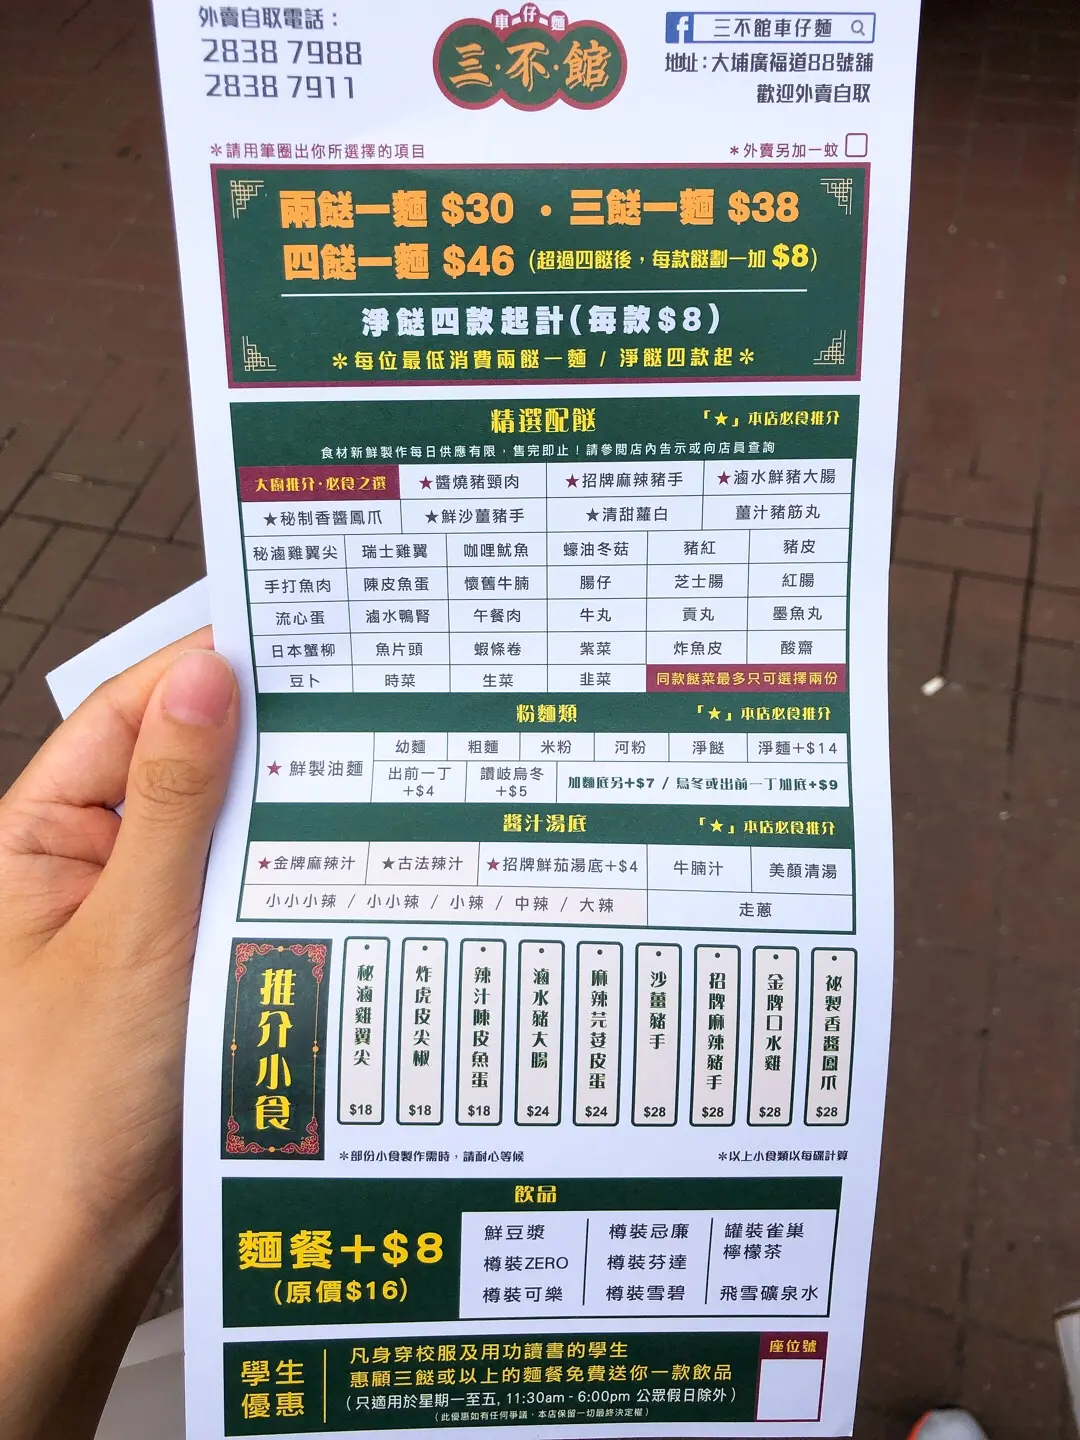 外賣自取電話：
2838 7988
2838 7911
車仔麵
三·不·館
三不館車仔麵
地址：大埔廣福道88號舖
歡迎外賣自取
＊請用筆圈出你所選擇的項目
＊外賣另加一蚊
兩餸一麵 $30 · 三餸一麵 $38
四餸一麵 $46 (超過四餸後，每款餸劃一加 $8)
淨餸四款起計(每款$8)
＊每位最低消費兩餸一麵 / 淨餸四款起＊
精選配餸 「★」本店必食推介
食材新鮮製作每日供應有限，售完即止！請參閱店內告示或向店員查詢
大廚推介·必食之選 ★醬燒豬頸肉 ★招牌麻辣豬手 ★滷水鮮豬大腸
★秘制香醬鳳爪 ★鮮沙薑豬手 ★清甜蘿白 薑汁豬筋丸
秘滷雞翼尖 瑞士雞翼 咖哩魷魚 蠔油冬菇 豬紅 豬皮
手打魚肉 陳皮魚蛋 懷舊牛腩 腸仔 芝士腸 紅腸
流心蛋 滷水鴨腎 午餐肉 牛丸 貢丸 墨魚丸
日本蟹柳 魚片頭 蝦條卷 紫菜 炸魚皮 酸齋
豆卜 時菜 生菜 韭菜 同款餸菜最多只可選擇兩份
粉麵類 「★」本店必食推介
★ 鮮製油麵
幼麵 粗麵 米粉 河粉 淨餸 淨麵+$14
出前一丁
+$4
讚岐烏冬
+$5
加麵底另+$7 / 烏冬或出前一丁加底+$9
醬汁湯底 「★」本店必食推介
★金牌麻辣汁 ★古法辣汁 ★招牌鮮茄湯底+$4 牛腩汁 美顏清湯
小小小辣 / 小小辣 / 小辣 / 中辣 / 大辣 走蔥
推介小食
秘滷雞翼尖 $18
炸虎皮尖椒 $18
辣汁陳皮魚蛋 $18
滷水豬大腸 $24
麻辣芫荽皮蛋 $24
沙薑豬手 $28
招牌麻辣豬手 $28
金牌口水雞 $28
祕製香醬鳳爪 $28
＊部份小食製作需時，請耐心等候
＊以上小食類以每碟計算
飲品
麵餐+$8
(原價$16)
鮮豆漿
樽裝ZERO
樽裝可樂
樽裝忌廉
樽裝芬達
樽裝雪碧
罐裝雀巢
檸檬茶
飛雪礦泉水
學生
優惠
凡身穿校服及用功讀書的學生
惠顧三餸或以上的麵餐免費送你一款飲品
(只適用於星期一至五, 11:30am - 6:00pm 公眾假日除外)
(此優惠如有任何爭議，本店保留一切最終決定權)
座位號